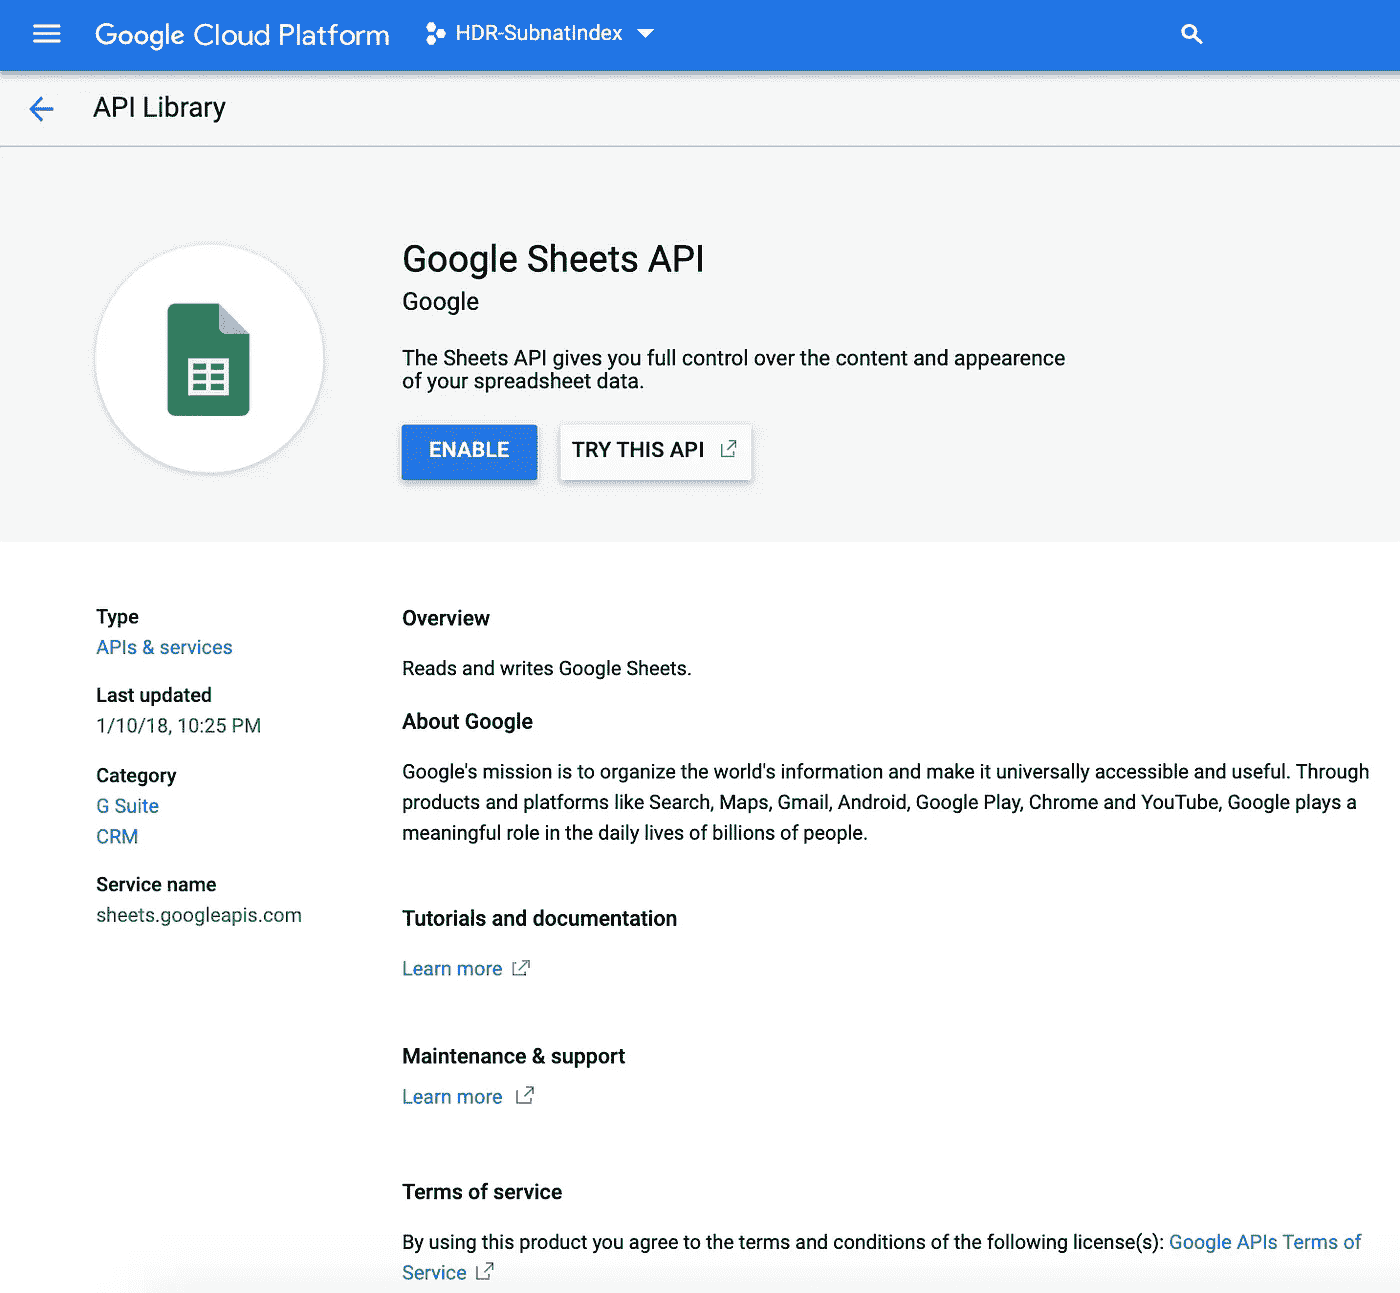 Google Cloud Platform
HDR-SubnatIndex
API Library
Google Sheets API
Google
The Sheets API gives you full control over the content and appearence
of your spreadsheet data.
ENABLE
TRY THIS API
Type
APIs & services
Last updated
1/10/18, 10:25 PM
Category
G Suite
CRM
Service name
sheets.googleapis.com
Overview
Reads and writes Google Sheets.
About Google
Google's mission is to organize the world's information and make it universally accessible and useful. Through
products and platforms like Search, Maps, Gmail, Android, Google Play, Chrome and YouTube, Google plays a
meaningful role in the daily lives of billions of people.
Tutorials and documentation
Learn more
Maintenance & support
Learn more
Terms of service
By using this product you agree to the terms and conditions of the following license(s): Google APIs Terms of
Service